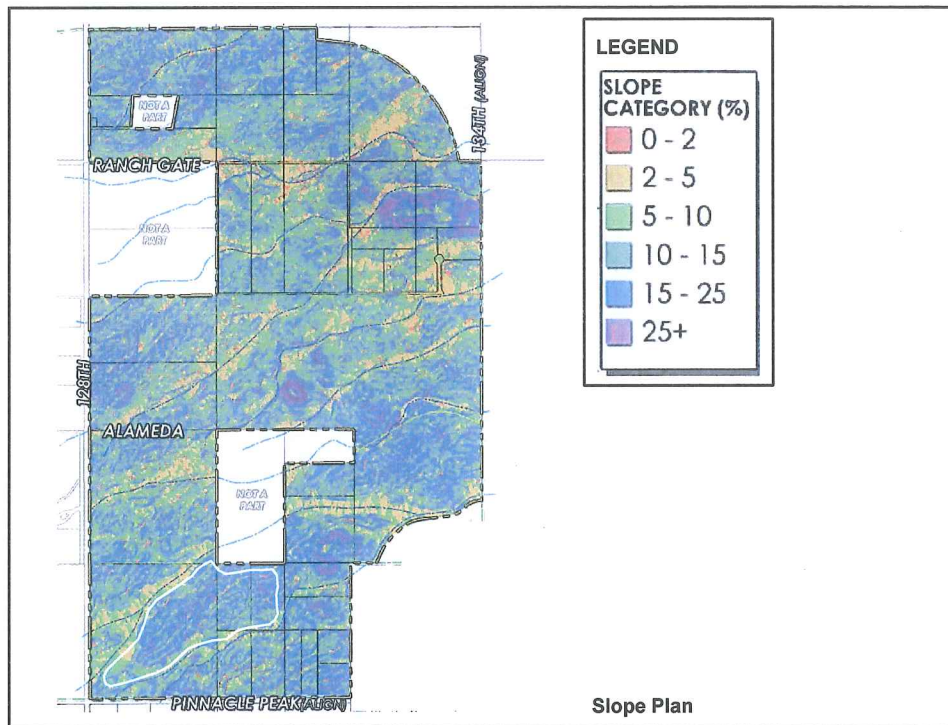 NOT A
PART
134TH (ALIGN)
RANCH GATE
NOT A
PART
128TH
ALAMEDA
NOT A
PART
PINNACLE PEAK(ALIGN)
LEGEND
SLOPE
CATEGORY (%)
0 - 2
2 - 5
5 - 10
10 - 15
15 - 25
25+
Slope Plan